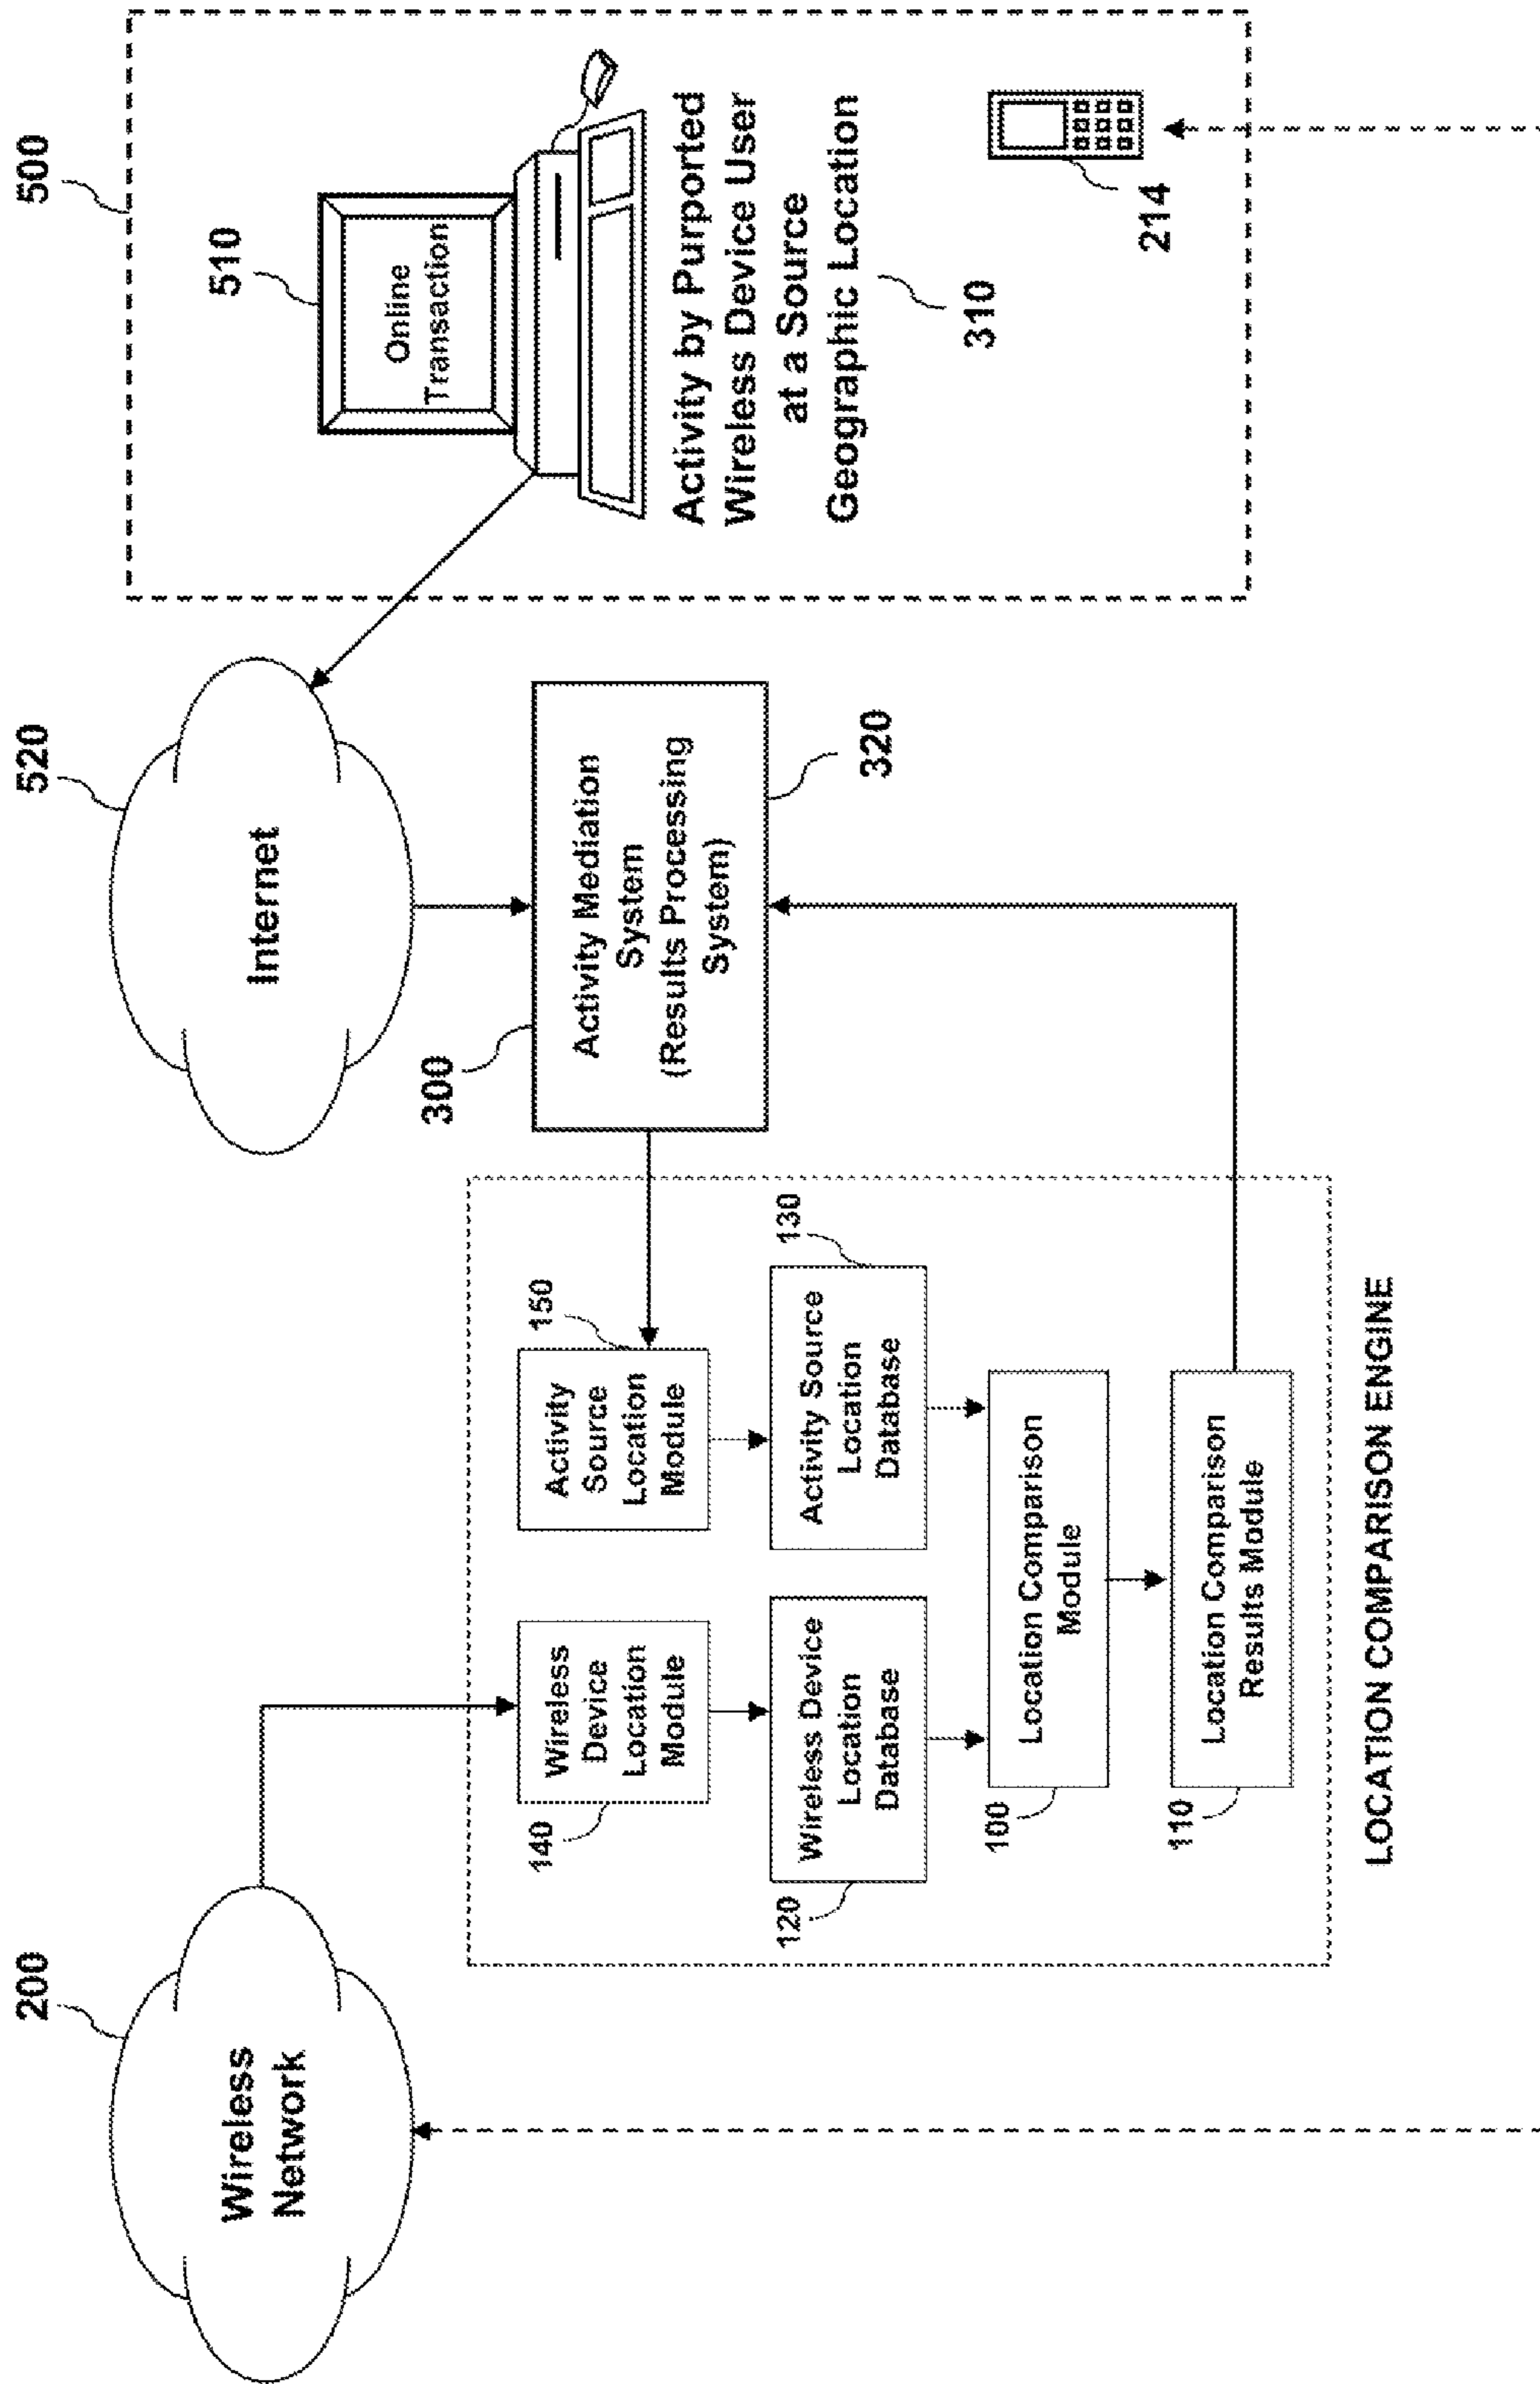 200
Wireless
Network
520
Internet
500
510
Online
Transaction
Activity by Purported
Wireless Device User
at a Source
Geographic Location
310
214
300
Activity Mediation
System
(Results Processing
System)
320
140
Wireless
Device
Location
Module
150
Activity
Source
Location
Module
120
Wireless Device
Location
Database
130
Activity Source
Location
Database
100
Location Comparison
Module
110
Location Comparison
Results Module
LOCATION COMPARISON ENGINE